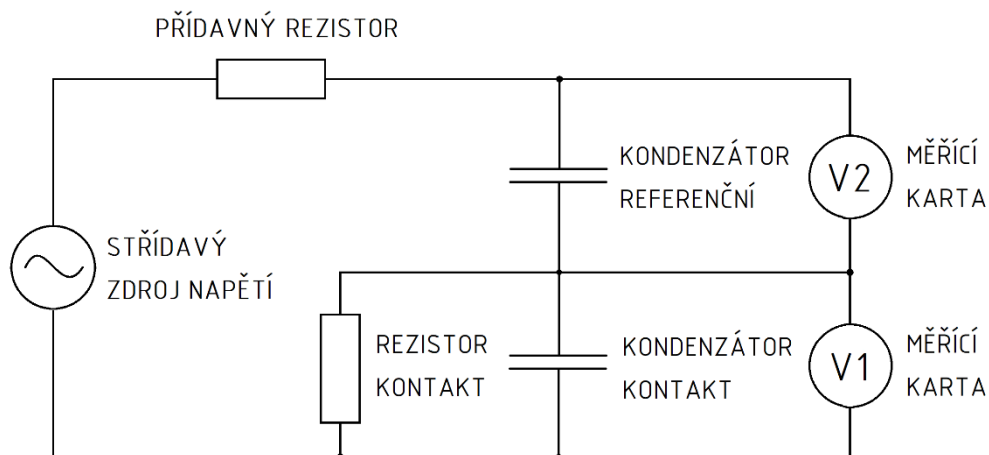 PŘÍDAVNÝ REZISTOR
KONDENZÁTOR
REFERENČNÍ
V2
MĚŘÍCÍ
KARTA
STŘÍDAVÝ
ZDROJ NAPĚTÍ
REZISTOR
KONTAKT
KONDENZÁTOR
KONTAKT
V1
MĚŘÍCÍ
KARTA